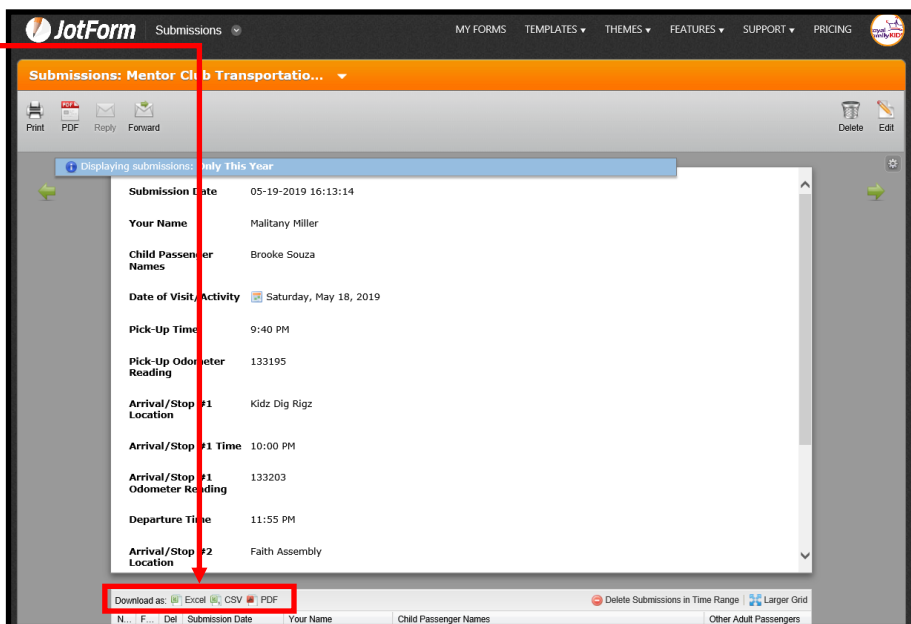 JotForm Submissions MY FORMS TEMPLATES THEMES FEATURES SUPPORT PRICING
Submissions: Mentor Club Transportatio...
Print PDF Reply Forward Delete Edit
Displaying submissions: Only This Year
Submission Date 05-19-2019 16:13:14
Your Name Malitany Miller
Child Passenger Brooke Souza
Names
Date of Visit/Activity Saturday, May 18, 2019
Pick-Up Time 9:40 PM
Pick-Up Odometer 133195
Reading
Arrival/Stop #1 Kidz Dig Rigz
Location
Arrival/Stop #1 Time 10:00 PM
Arrival/Stop #1 133203
Odometer Reading
Departure Time 11:55 PM
Arrival/Stop #2 Faith Assembly
Location
Download as: Excel CSV PDF Delete Submissions in Time Range Larger Grid
N... F... Del Submission Date Your Name Child Passenger Names Other Adult Passengers